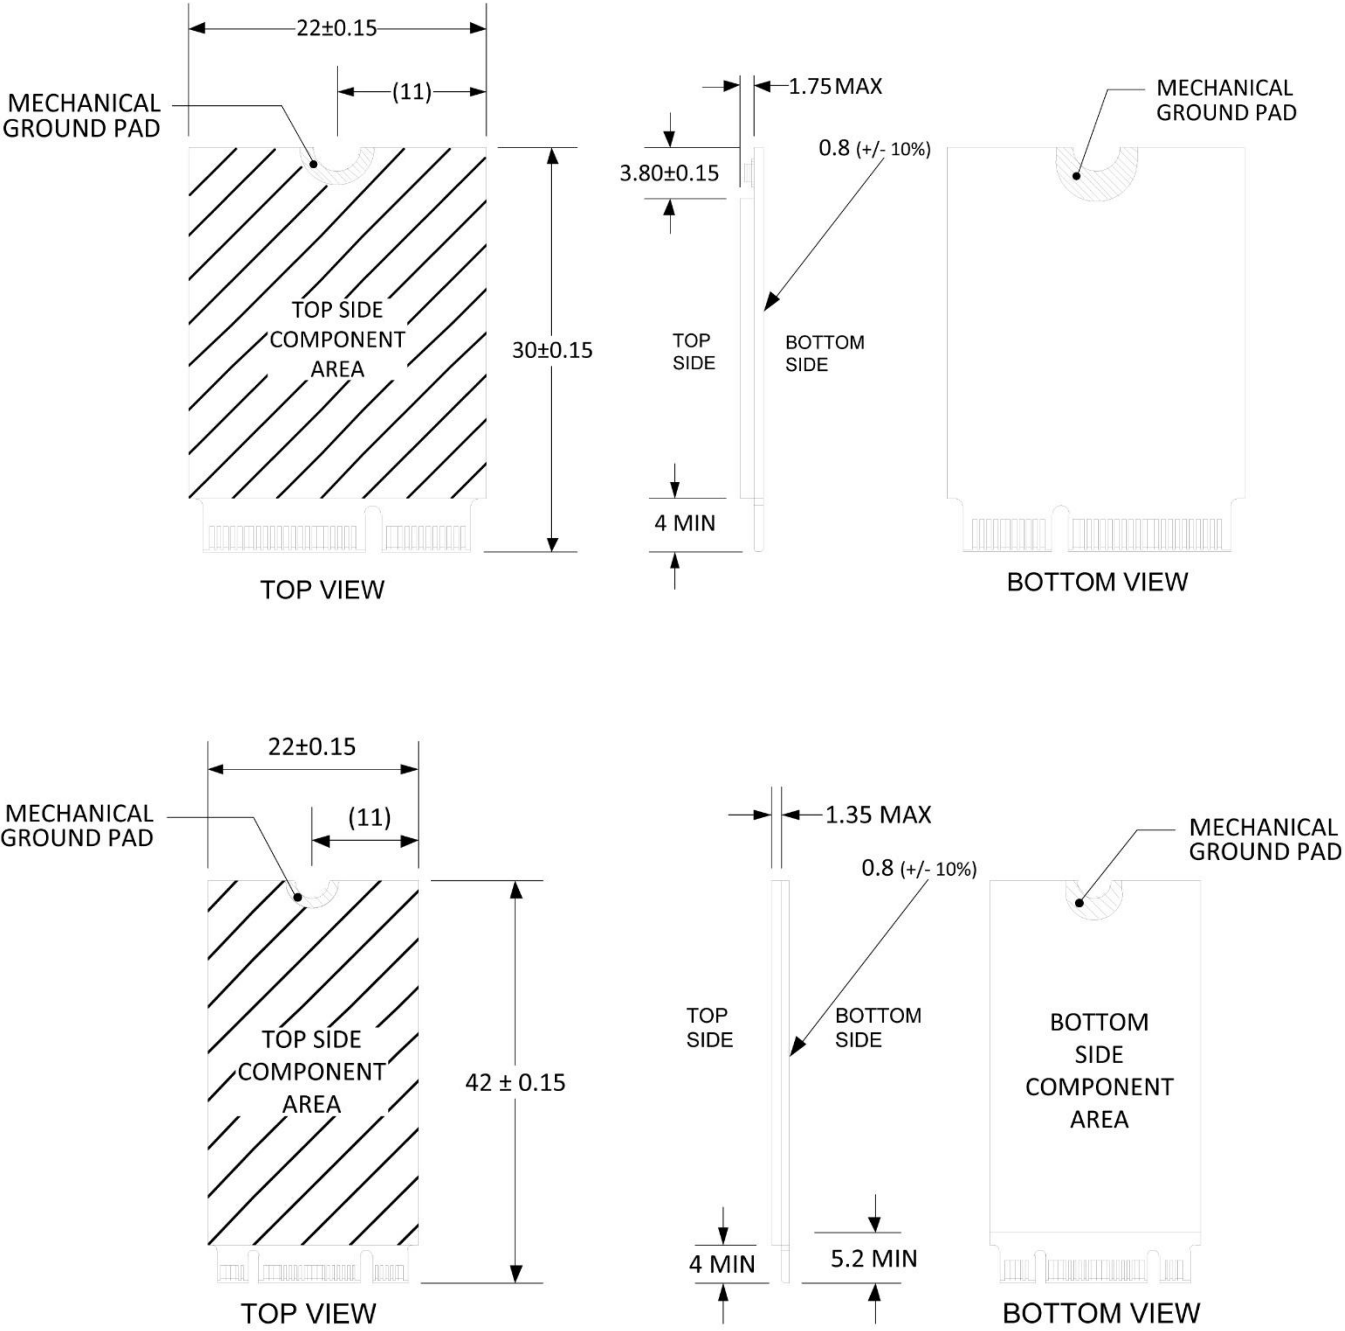 22±0.15
(11)
MECHANICAL
GROUND PAD
TOP SIDE
COMPONENT
AREA
30±0.15
TOP VIEW
1.75 MAX
3.80±0.15
0.8 (+/- 10%)
TOP
SIDE
BOTTOM
SIDE
4 MIN
MECHANICAL
GROUND PAD
BOTTOM VIEW
22±0.15
(11)
MECHANICAL
GROUND PAD
TOP SIDE
COMPONENT
AREA
42 ± 0.15
TOP VIEW
1.35 MAX
0.8 (+/- 10%)
TOP
SIDE
BOTTOM
SIDE
4 MIN
5.2 MIN
MECHANICAL
GROUND PAD
BOTTOM
SIDE
COMPONENT
AREA
BOTTOM VIEW